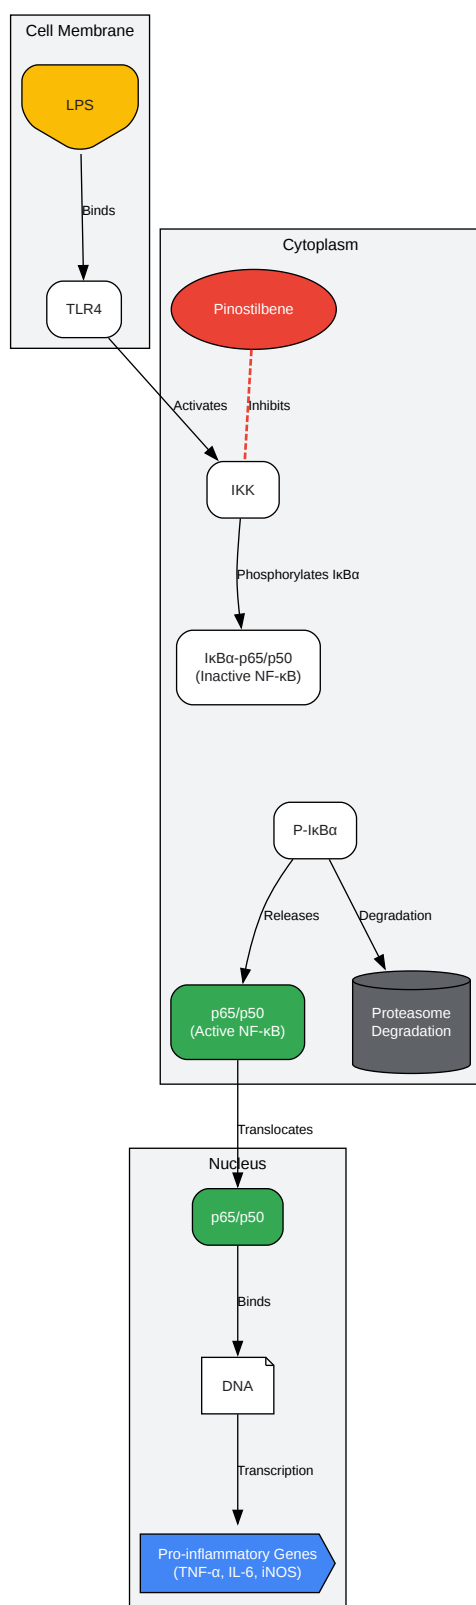 Cell Membrane
LPS
Binds
TLR4
Cytoplasm
Pinostilbene
Activates
Inhibits
IKK
Phosphorylates IκBα
IκBα-p65/p50
(Inactive NF-κB)
P-IκBα
Releases
Degradation
p65/p50
(Active NF-κB)
Proteasome
Degradation
Translocates
Nucleus
p65/p50
Binds
DNA
Transcription
Pro-inflammatory Genes
(TNF-α, IL-6, iNOS)